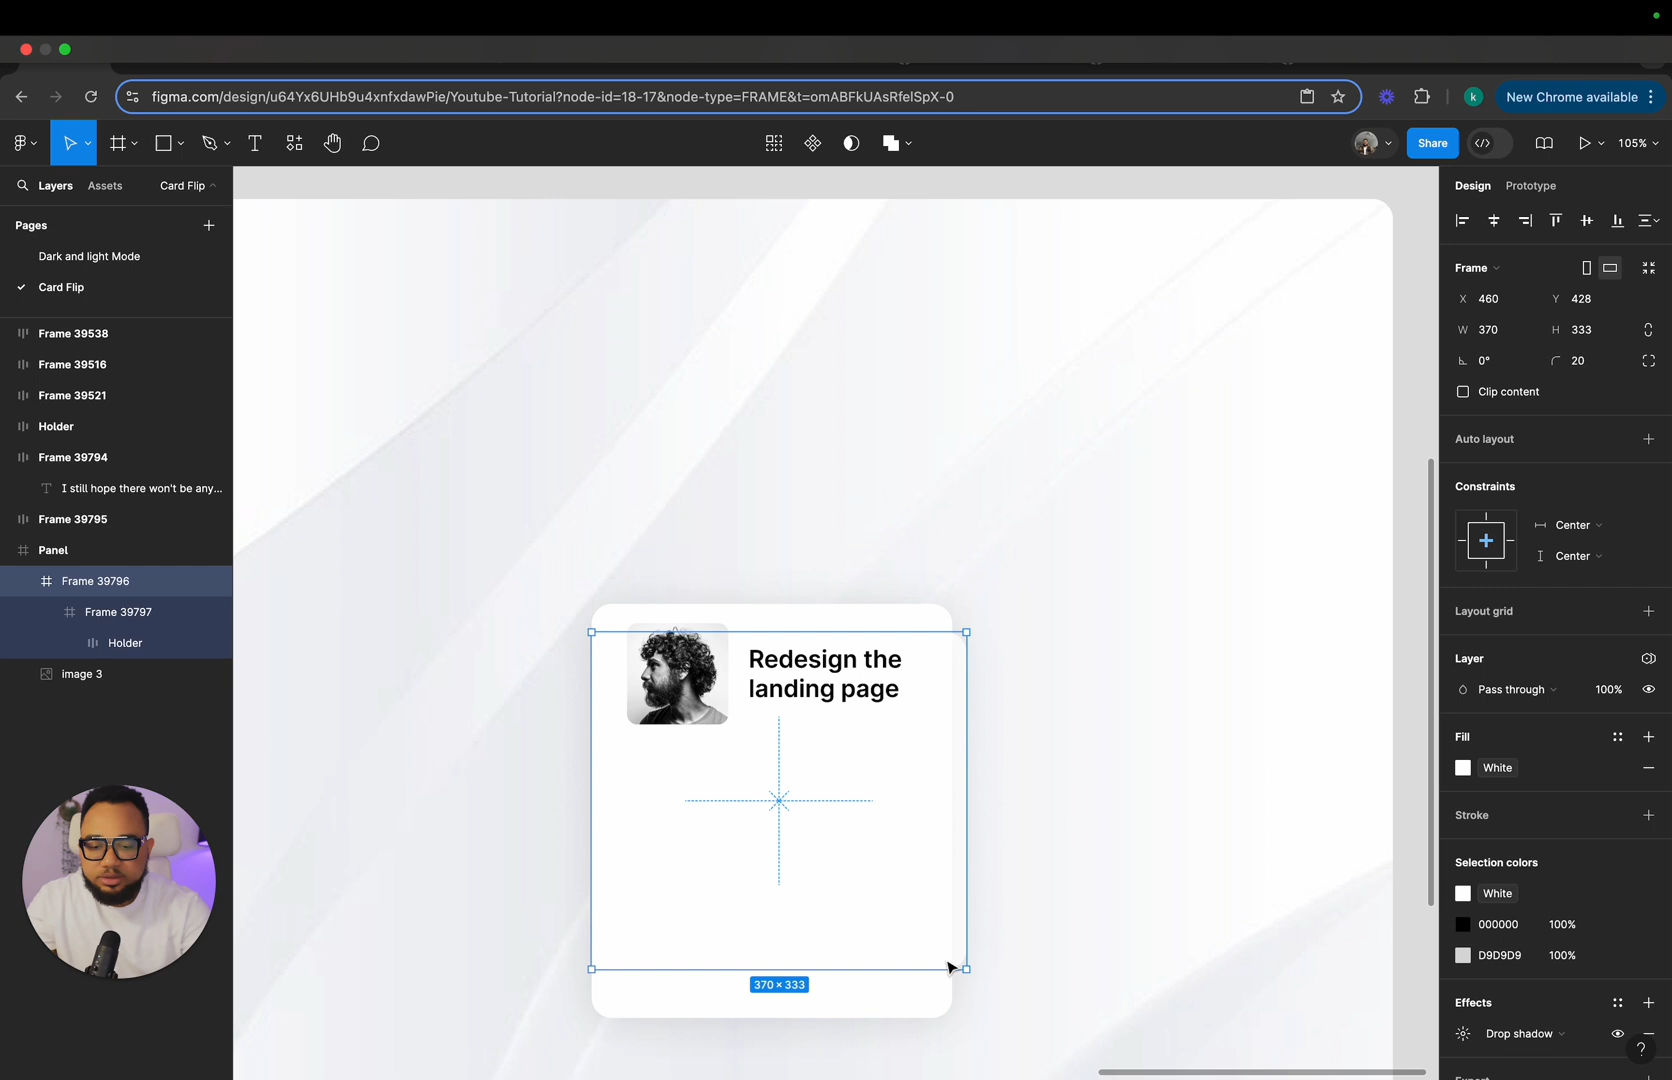 figma.com/design/u64Yx6UHb9u4xnfxdawPie/Youtube-Tutorial?node-id=18-17&node-type=FRAME&t=omABFkUAsRfelSpX-0
k
New Chrome available
Share
105%
Layers
Assets
Card Flip
Pages
Dark and light Mode
Card Flip
Frame 39538
Frame 39516
Frame 39521
Holder
Frame 39794
I still hope there won't be any...
Frame 39795
Panel
Frame 39796
Frame 39797
Holder
image 3
Redesign the
landing page
370 × 333
Design
Prototype
Frame
X 460
Y 428
W 370
H 333
0°
20
Clip content
Auto layout
Constraints
Center
Center
Layout grid
Layer
Pass through
100%
Fill
White
Stroke
Selection colors
White
000000
100%
D9D9D9
100%
Effects
Drop shadow
?